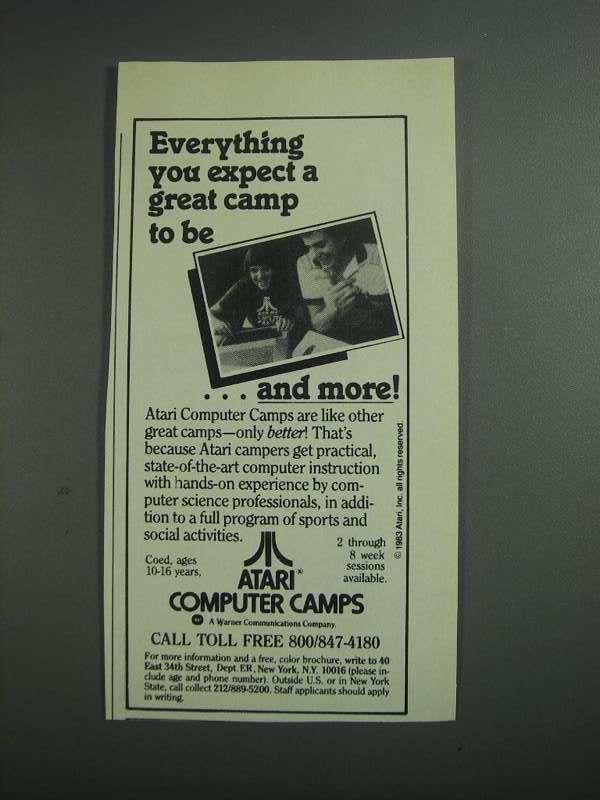 Everything
you expect a
great camp
to be
. . . and more!
Atari Computer Camps are like other
great camps—only better! That's
because Atari campers get practical,
state-of-the-art computer instruction
with hands-on experience by com-
puter science professionals, in addi-
tion to a full program of sports and
social activities.
Coed, ages
10-16 years,
2 through
8 week
sessions
available.
ATARI®
COMPUTER CAMPS
A Warner Communications Company.
CALL TOLL FREE 800/847-4180
For more information and a free, color brochure, write to 40
East 34th Street, Dept. F.R. New York, N.Y. 10016 (please in-
clude age and phone number). Outside U.S. or in New York
State, call collect 212/889-5200. Staff applicants should apply
in writing.
© 1983 Atari, Inc. all rights reserved.